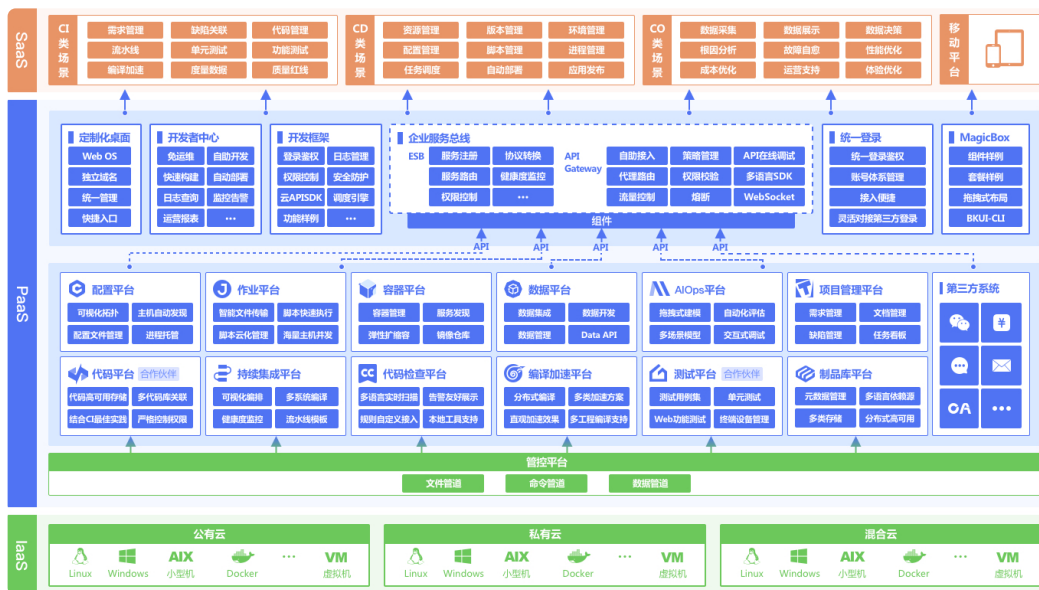 SaaS
CI类场景
需求管理 缺陷关联 代码管理
流水线 单元测试 功能测试
编译加速 度量数据 质量红线
CD类场景
资源管理 版本管理 环境管理
配置管理 脚本管理 进程管理
任务调度 自动部署 应用发布
CO类场景
数据采集 数据展示 数据决策
根因分析 故障自愈 性能优化
成本优化 运营支持 体验优化
移动平台
PaaS
定制化桌面
Web OS
独立域名
统一管理
快捷入口
开发者中心
免运维 自助开发
快速构建 自动部署
日志查询 监控告警
运营报表 ...
开发框架
登录鉴权 日志管理
权限控制 安全防护
云APISDK 调度引擎
功能样例 ...
企业服务总线
ESB
服务注册 协议转换
服务路由 健康度监控
权限控制 ...
API Gateway
自助接入 策略管理 API在线调试
代理路由 权限校验 多语言SDK
流量控制 熔断 WebSocket
组件
统一登录
统一登录鉴权
账号体系管理
接入便捷
灵活对接第三方登录
MagicBox
组件样例
套餐样例
拖拽式布局
BKUI-CLI
API API API API API
配置平台
可视化拓扑 主机自动发现
配置文件管理 进程托管
作业平台
智能文件传输 脚本快速执行
脚本云化管理 海量主机并发
容器平台
容器管理 服务发现
弹性扩缩容 镜像仓库
数据平台
数据集成 数据开发
数据管理 Data API
AIOps平台
拖拽式建模 自动化评估
多场景模型 交互式调试
项目管理平台
需求管理 文档管理
缺陷管理 任务看板
第三方系统
¥
OA ...
代码平台 合作伙伴
代码高可用存储 多代码库关联
结合CI最佳实践 严格控制权限
持续集成平台
可视化编排 多系统编译
健康度监控 流水线模板
CC 代码检查平台
多语言实时扫描 告警友好展示
规则自定义接入 本地工具支持
编译加速平台
分布式编译 多类加速方案
直观加速效果 多工程编译支持
测试平台 合作伙伴
测试用例集 单元测试
Web功能测试 终端设备管理
制品库平台
元数据管理 多语言依赖源
多类存储 分布式高可用
管控平台
文件管道 命令管道 数据管道
IaaS
公有云
AIX ... VM
Linux Windows 小型机 Docker 虚拟机
私有云
AIX ... VM
Linux Windows 小型机 Docker 虚拟机
混合云
AIX ... VM
Linux Windows 小型机 Docker 虚拟机